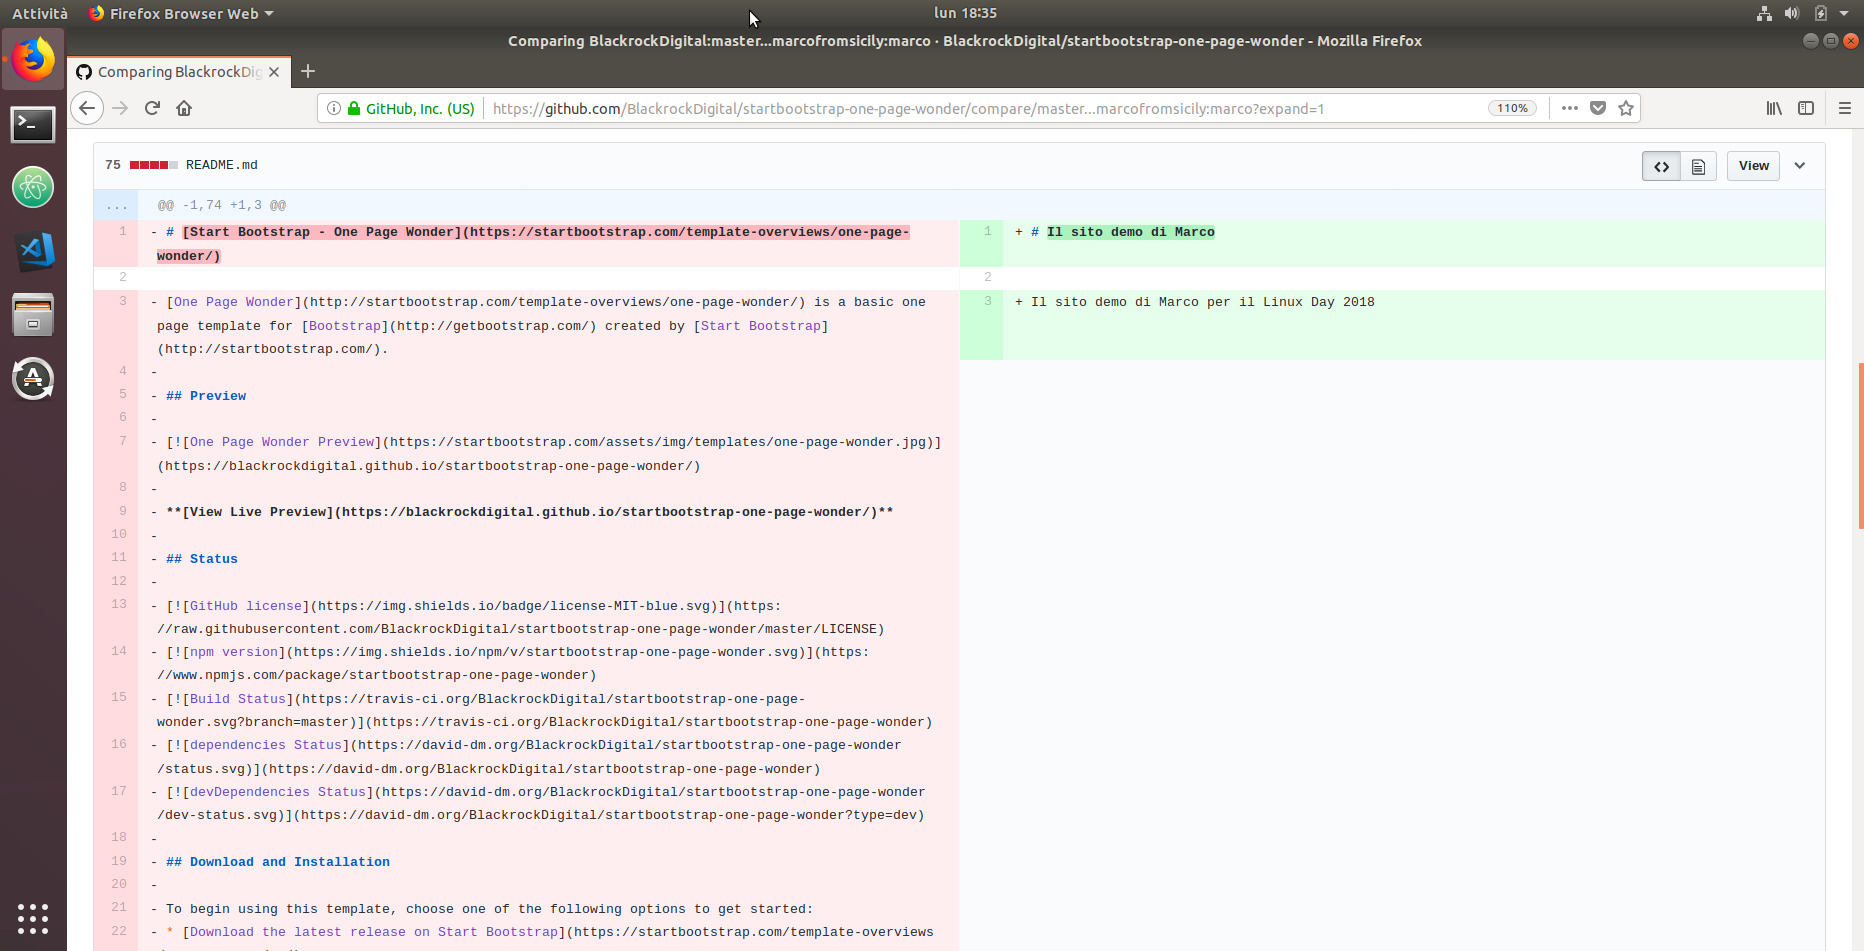 Attività
Firefox Browser Web
lun 18:35
Comparing BlackrockDigital:master...marcofromsicily:marco · BlackrockDigital/startbootstrap-one-page-wonder - Mozilla Firefox
Comparing BlackrockDig
GitHub, Inc. (US)
https://github.com/BlackrockDigital/startbootstrap-one-page-wonder/compare/master...marcofromsicily:marco?expand=1
110%
75 README.md
View
... @@ -1,74 +1,3 @@
1 - # [Start Bootstrap - One Page Wonder](https://startbootstrap.com/template-overviews/one-page-
wonder/)
1 + # Il sito demo di Marco
2
2
3 - [One Page Wonder](http://startbootstrap.com/template-overviews/one-page-wonder/) is a basic one
page template for [Bootstrap](http://getbootstrap.com/) created by [Start Bootstrap]
(http://startbootstrap.com/).
3 + Il sito demo di Marco per il Linux Day 2018
4 -
5 - ## Preview
6 -
7 - [![One Page Wonder Preview](https://startbootstrap.com/assets/img/templates/one-page-wonder.jpg)]
(https://blackrockdigital.github.io/startbootstrap-one-page-wonder/)
8 -
9 - **[View Live Preview](https://blackrockdigital.github.io/startbootstrap-one-page-wonder/)**
10 -
11 - ## Status
12 -
13 - [![GitHub license](https://img.shields.io/badge/license-MIT-blue.svg)](https:
//raw.githubusercontent.com/BlackrockDigital/startbootstrap-one-page-wonder/master/LICENSE)
14 - [![npm version](https://img.shields.io/npm/v/startbootstrap-one-page-wonder.svg)](https:
//www.npmjs.com/package/startbootstrap-one-page-wonder)
15 - [![Build Status](https://travis-ci.org/BlackrockDigital/startbootstrap-one-page-
wonder.svg?branch=master)](https://travis-ci.org/BlackrockDigital/startbootstrap-one-page-wonder)
16 - [![dependencies Status](https://david-dm.org/BlackrockDigital/startbootstrap-one-page-wonder
/status.svg)](https://david-dm.org/BlackrockDigital/startbootstrap-one-page-wonder)
17 - [![devDependencies Status](https://david-dm.org/BlackrockDigital/startbootstrap-one-page-wonder
/dev-status.svg)](https://david-dm.org/BlackrockDigital/startbootstrap-one-page-wonder?type=dev)
18 -
19 - ## Download and Installation
20 -
21 - To begin using this template, choose one of the following options to get started:
22 - * [Download the latest release on Start Bootstrap](https://startbootstrap.com/template-overviews